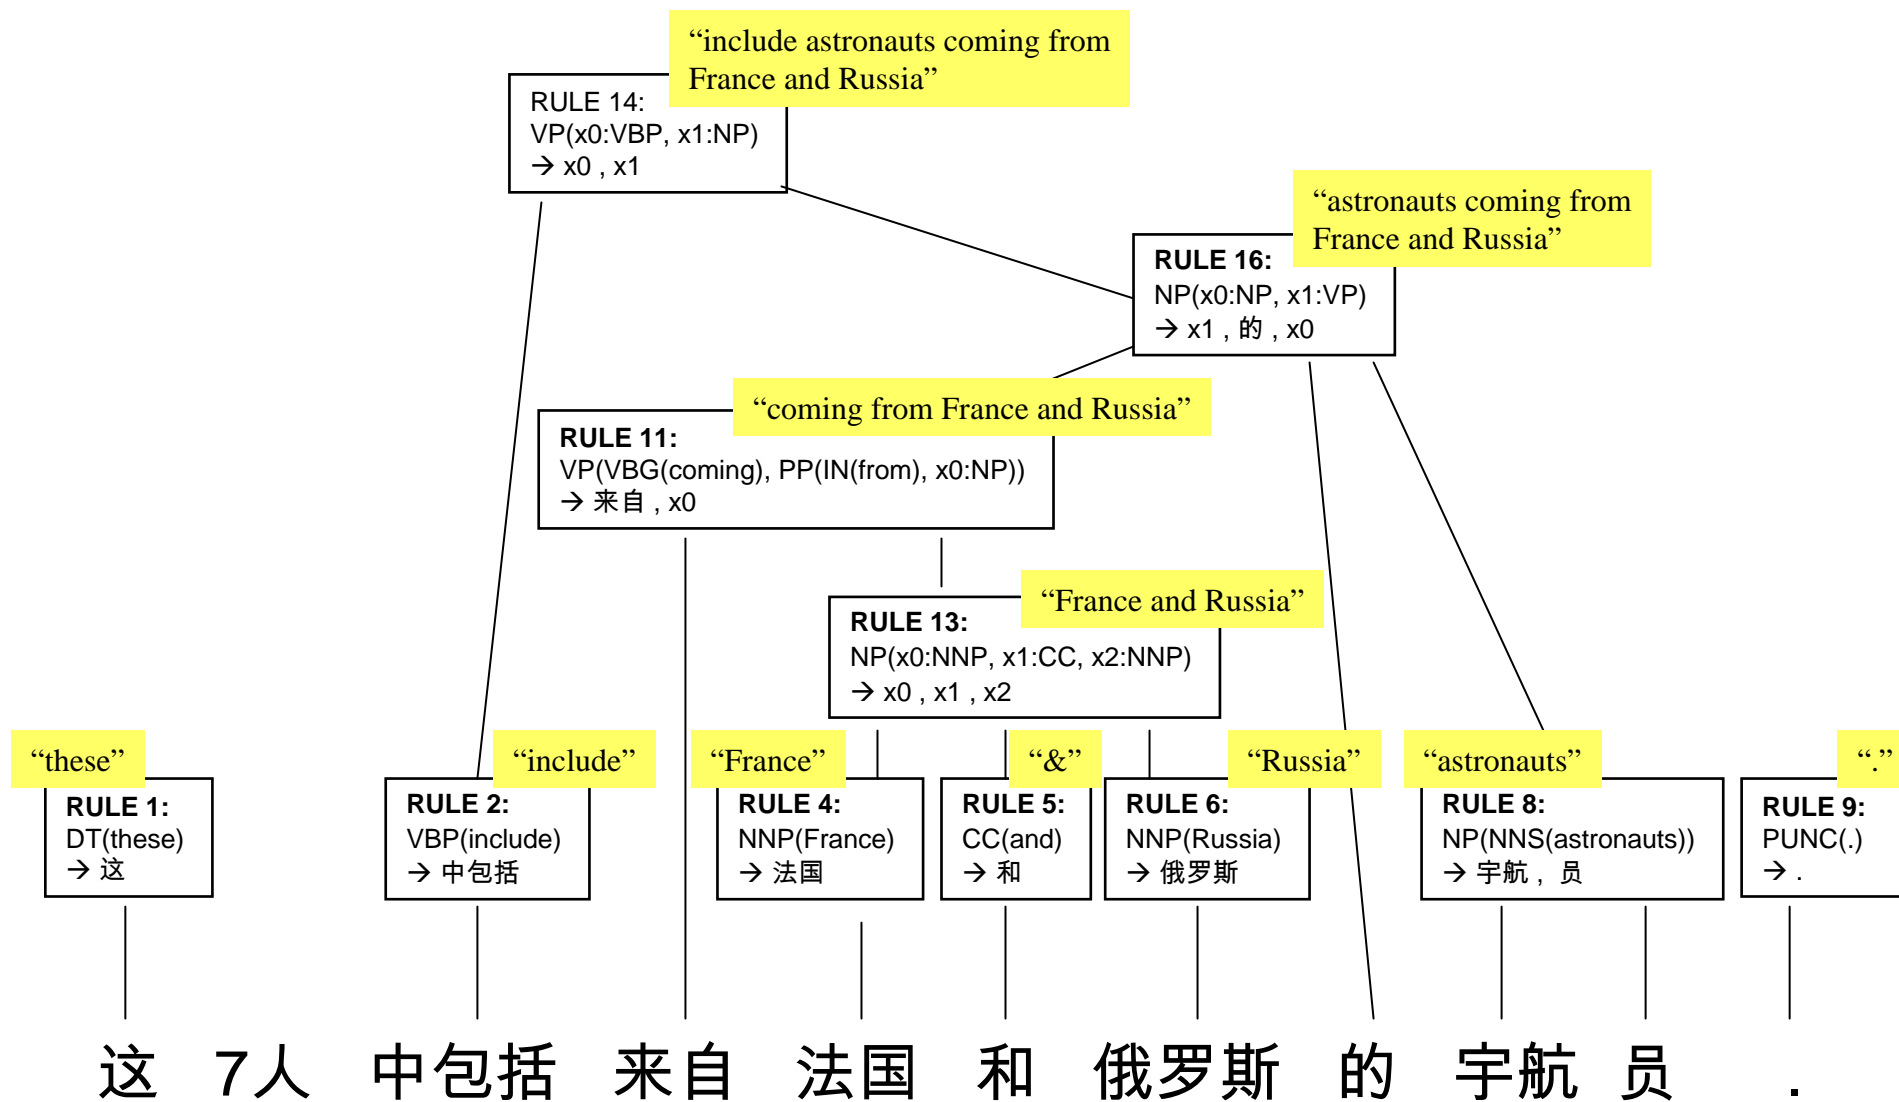 “include astronauts coming from
France and Russia”
RULE 14:
VP(x0:VBP, x1:NP)
→ x0 , x1
“astronauts coming from
France and Russia”
RULE 16:
NP(x0:NP, x1:VP)
→ x1 , 的 , x0
“coming from France and Russia”
RULE 11:
VP(VBG(coming), PP(IN(from), x0:NP))
→ 来自 , x0
“France and Russia”
RULE 13:
NP(x0:NNP, x1:CC, x2:NNP)
→ x0 , x1 , x2
“these”
RULE 1:
DT(these)
→ 这
“include”
RULE 2:
VBP(include)
→ 中包括
“France”
RULE 4:
NNP(France)
→ 法国
“&”
RULE 5:
CC(and)
→ 和
“Russia”
RULE 6:
NNP(Russia)
→ 俄罗斯
“astronauts”
RULE 8:
NP(NNS(astronauts))
→ 宇航 , 员
“.”
RULE 9:
PUNC(.)
→ .
这 7人 中包括 来自 法国 和 俄罗斯 的 宇航 员 .